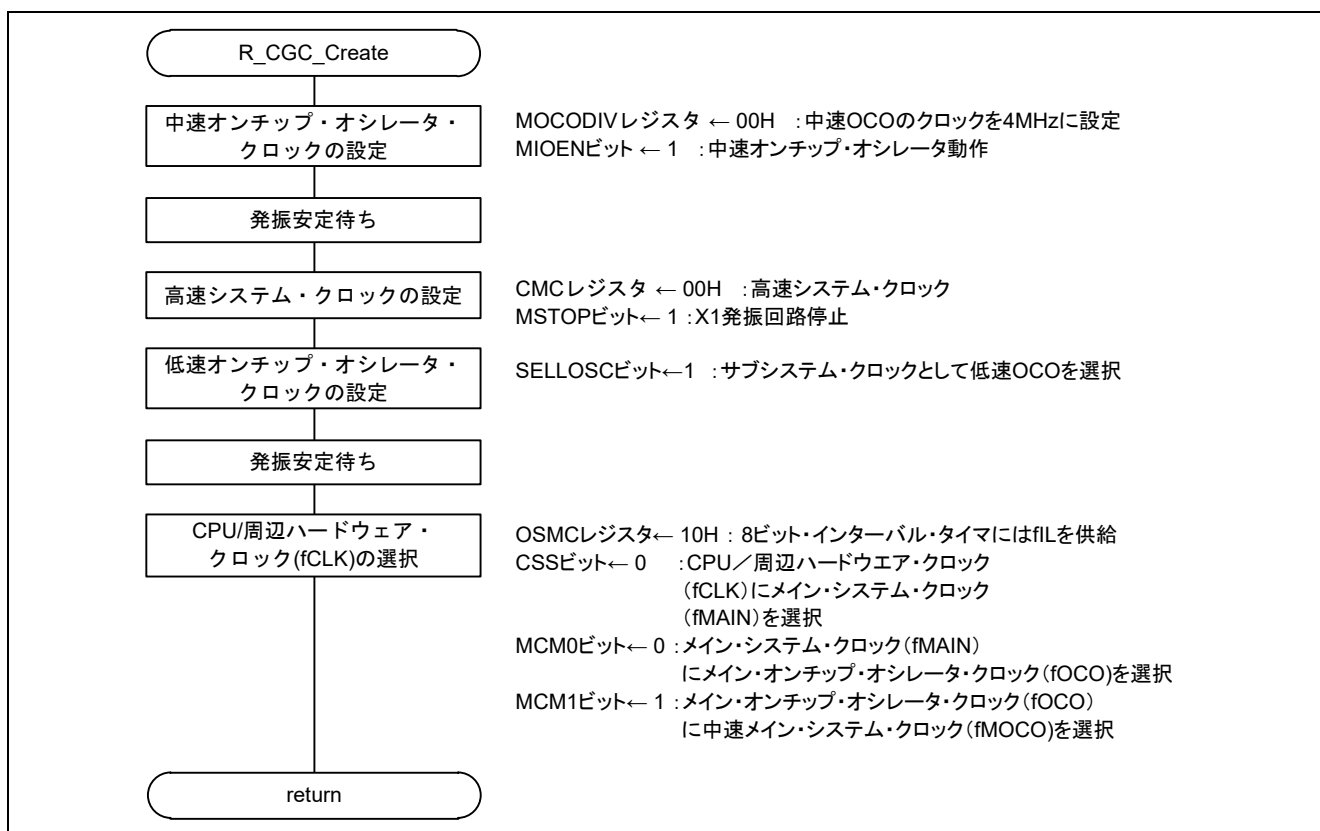 R_CGC_Create
中速オンチップ・オシレータ・
クロックの設定
MOCODIVレジスタ ← 00H ：中速OCOのクロックを4MHzに設定
MIOENビット ← 1 ：中速オンチップ・オシレータ動作
発振安定待ち
高速システム・クロックの設定
CMCレジスタ ← 00H ：高速システム・クロック
MSTOPビット← 1 ：X1発振回路停止
低速オンチップ・オシレータ・
クロックの設定
SELLOSCビット←1 ：サブシステム・クロックとして低速OCOを選択
発振安定待ち
CPU/周辺ハードウェア・
クロック(fCLK)の選択
OSMCレジスタ← 10H ： 8ビット・インターバル・タイマにはfILを供給
CSSビット← 0 ：CPU／周辺ハードウエア・クロック
（fCLK）にメイン・システム・クロック
（fMAIN）を選択
MCM0ビット← 0 ：メイン・システム・クロック（fMAIN）
にメイン・オンチップ・オシレータ・クロック（fOCO)を選択
MCM1ビット← 1 ：メイン・オンチップ・オシレータ・クロック（fOCO）
に中速メイン・システム・クロック（fMOCO)を選択
return